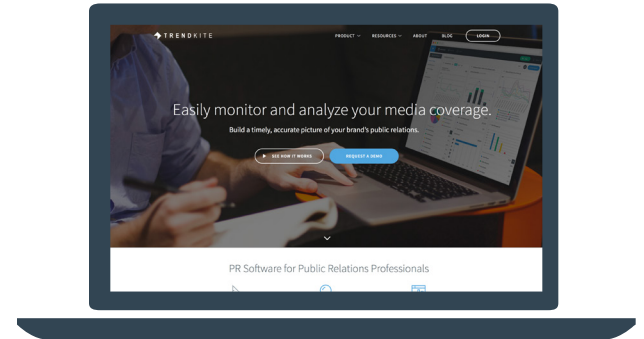 TRENDKITE
PRODUCT
RESOURCES
ABOUT
BLOG
LOGIN
Easily monitor and analyze your media coverage.
Build a timely, accurate picture of your brand's public relations.
SEE HOW IT WORKS
REQUEST A DEMO
PR Software for Public Relations Professionals